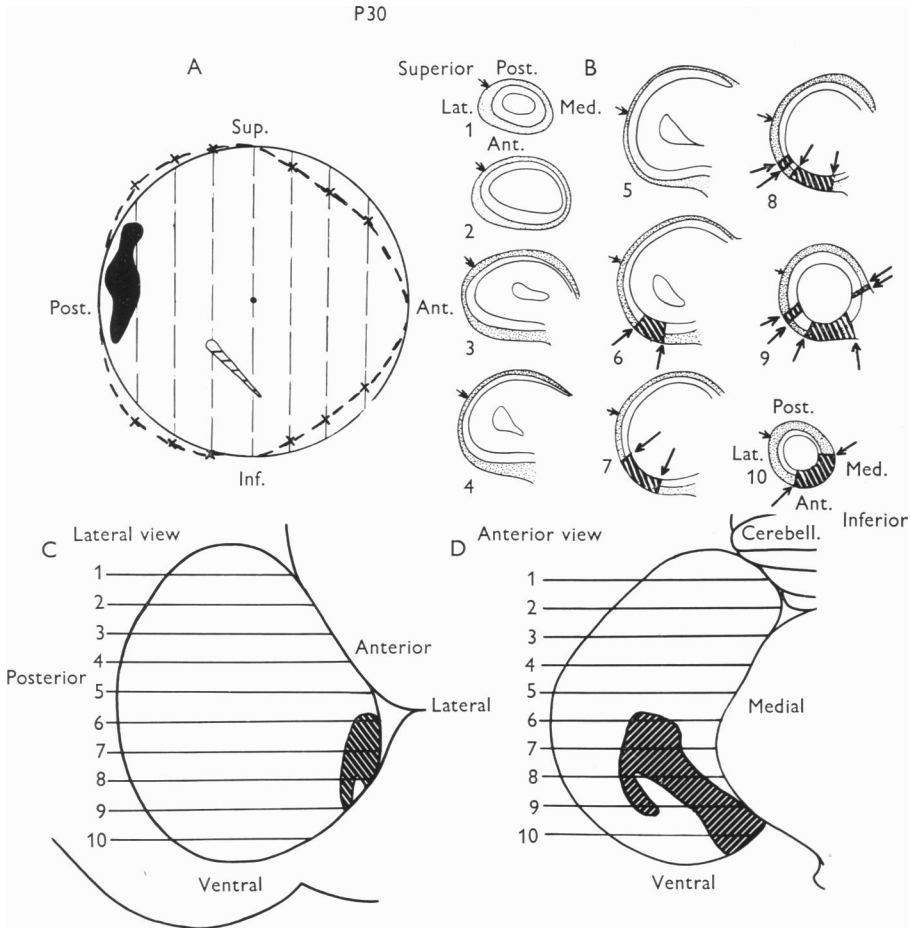 P30
A
Sup.
Post.
Ant.
Inf.
B
Superior
Post.
Lat.
Med.
1
Ant.
2
3
4
5
6
7
8
9
Post.
Lat.
10
Med.
Ant.
Inferior
C
Lateral view
1
2
3
4
Anterior
Posterior
5
Lateral
6
7
8
9
10
Ventral
D
Anterior view
Cerebell.
1
2
3
4
5
Medial
6
7
8
9
10
Ventral